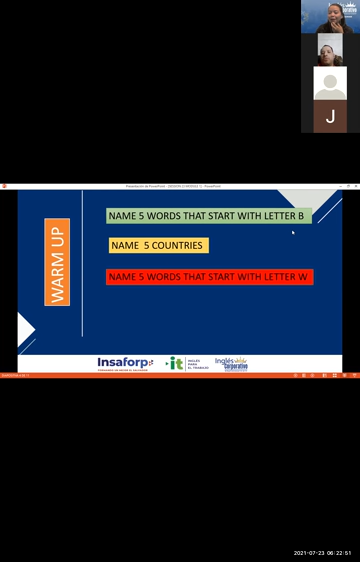 J
NAME 5 WORDS THAT START WITH LETTER B
NAME 5 COUNTRIES
WARM UP
NAME 5 WORDS THAT START WITH LETTER W
Insaforp
it
INGLÉS
PARA
EL TRABAJO
Inglés
corporativo
2021-07-23 06:22:51